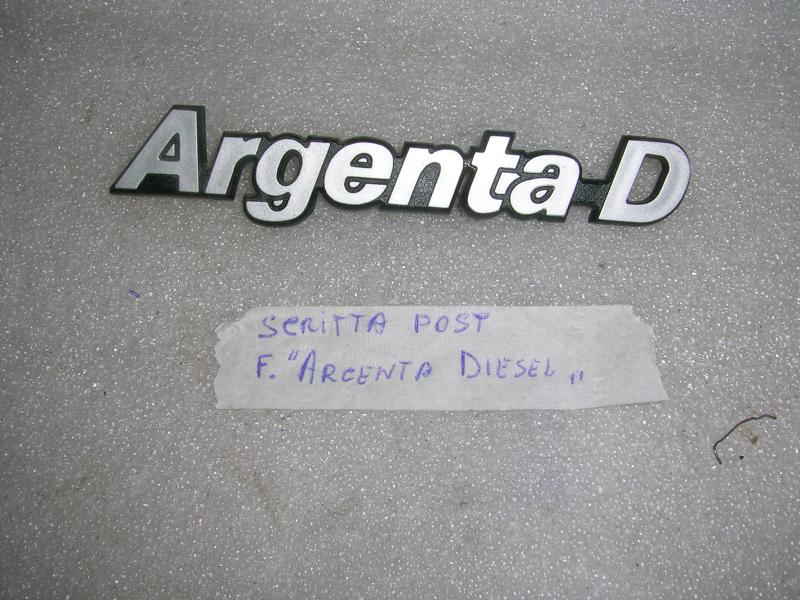 Argenta D
SCRITTA POST
F. "ARGENTA DIESEL„